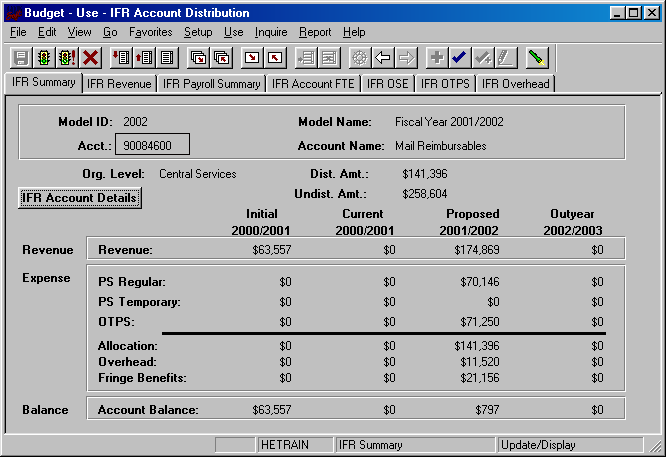 Budget - Use - IFR Account Distribution
File Edit View Go Favorites Setup Use Inquire Report Help
IFR Summary IFR Revenue IFR Payroll Summary IFR Account FTE IFR OSE IFR OTPS IFR Overhead
Model ID: 2002 Model Name: Fiscal Year 2001/2002
Acct.: 90084600 Account Name: Mail Reimbursables
Org. Level: Central Services Dist. Amt.: $141,396
IFR Account Details Undist. Amt.: $258,604
Initial Current Proposed Outyear
2000/2001 2000/2001 2001/2002 2002/2003
Revenue Revenue: $63,557 $0 $174,869 $0
Expense PS Regular: $0 $0 $70,146 $0
PS Temporary: $0 $0 $0 $0
OTPS: $0 $0 $71,250 $0
Allocation: $0 $0 $141,396 $0
Overhead: $0 $0 $11,520 $0
Fringe Benefits: $0 $0 $21,156 $0
Balance Account Balance: $63,557 $0 $797 $0
HETRAIN IFR Summary Update/Display